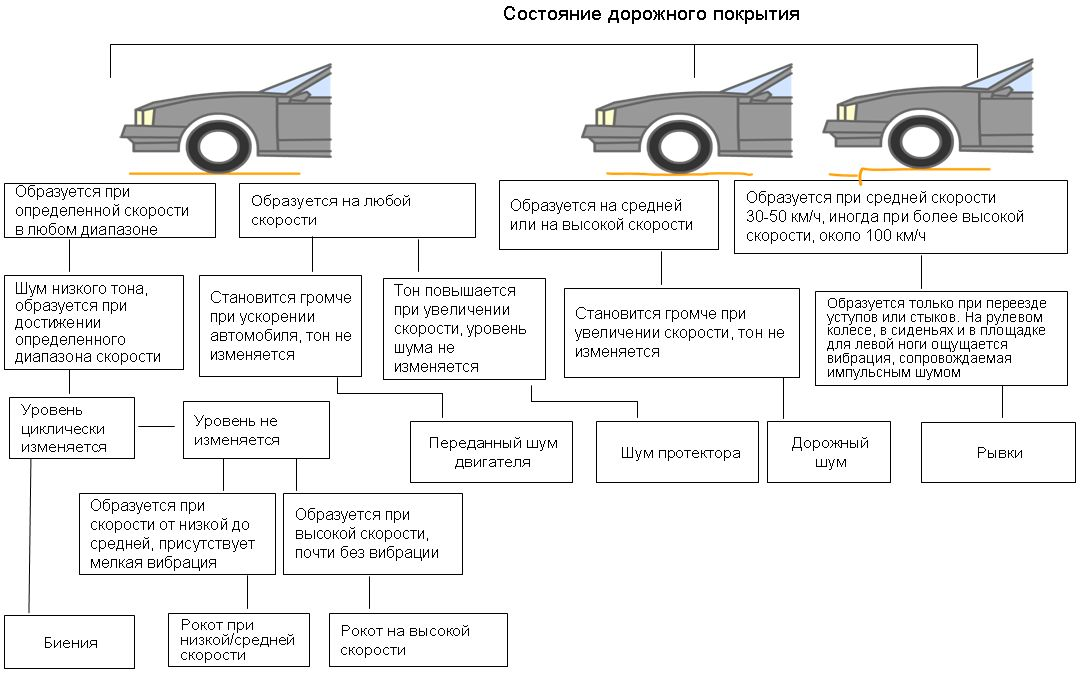 Состояние дорожного покрытия
Образуется при
определенной скорости
в любом диапазоне
Образуется на любой
скорости
Образуется на средней
или на высокой скорости
Образуется при средней скорости
30-50 км/ч, иногда при более высокой
скорости, около 100 км/ч
Шум низкого тона,
образуется при
достижении
определенного
диапазона скорости
Становится громче
при ускорении
автомобиля, тон не
изменяется
Тон повышается
при увеличении
скорости, уровень
шума не
изменяется
Становится громче при
увеличении скорости, тон не
изменяется
Образуется только при переезде
уступов или стыков. На рулевом
колесе, в сиденьях и в площадке
для левой ноги ощущается
вибрация, сопровождаемая
импульсным шумом
Уровень
циклически
изменяется
Уровень не
изменяется
Переданный шум
двигателя
Шум протектора
Дорожный
шум
Рывки
Образуется при
скорости от низкой до
средней, присутствует
мелкая вибрация
Образуется при
высокой скорости,
почти без вибрации
Биения
Рокот при
низкой/средней
скорости
Рокот на высокой
скорости